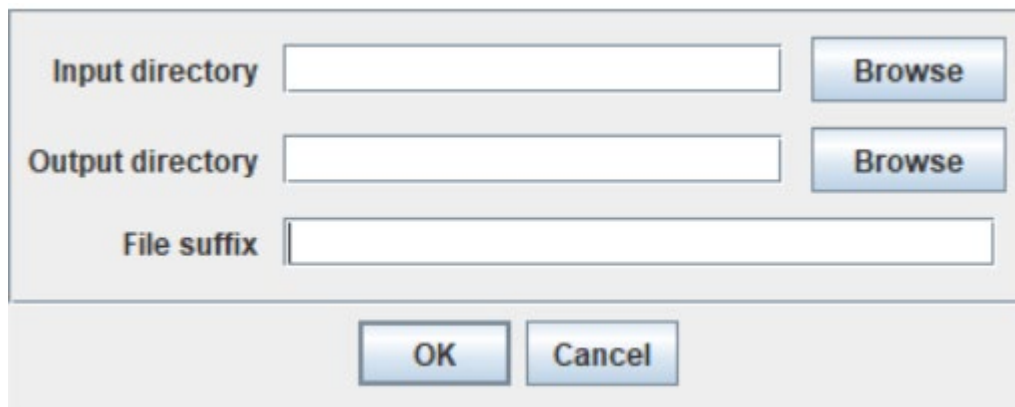 Input directory Browse
Output directory Browse
File suffix
OK Cancel